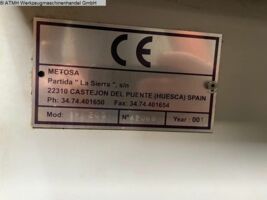 © ATMH Werkzeugmaschinenhandel GmbH
CE
METOSA
Partida " La Sierra ", s/n
22310 CASTEJON DEL PUENTE (HUESCA) SPAIN
Ph: 34.74.401650 Fax: 34.74.401654
Mod: Nº Year: 001